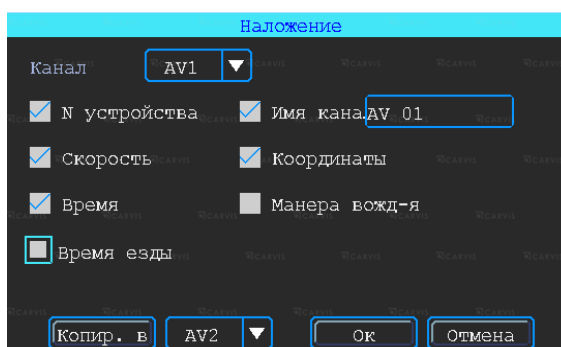 Наложение
Канал AV1
N устройства Имя кана. AV 01
Скорость Координаты
Время Манера вожд-я
Время езды
Копир. в AV2 Ок Отмена